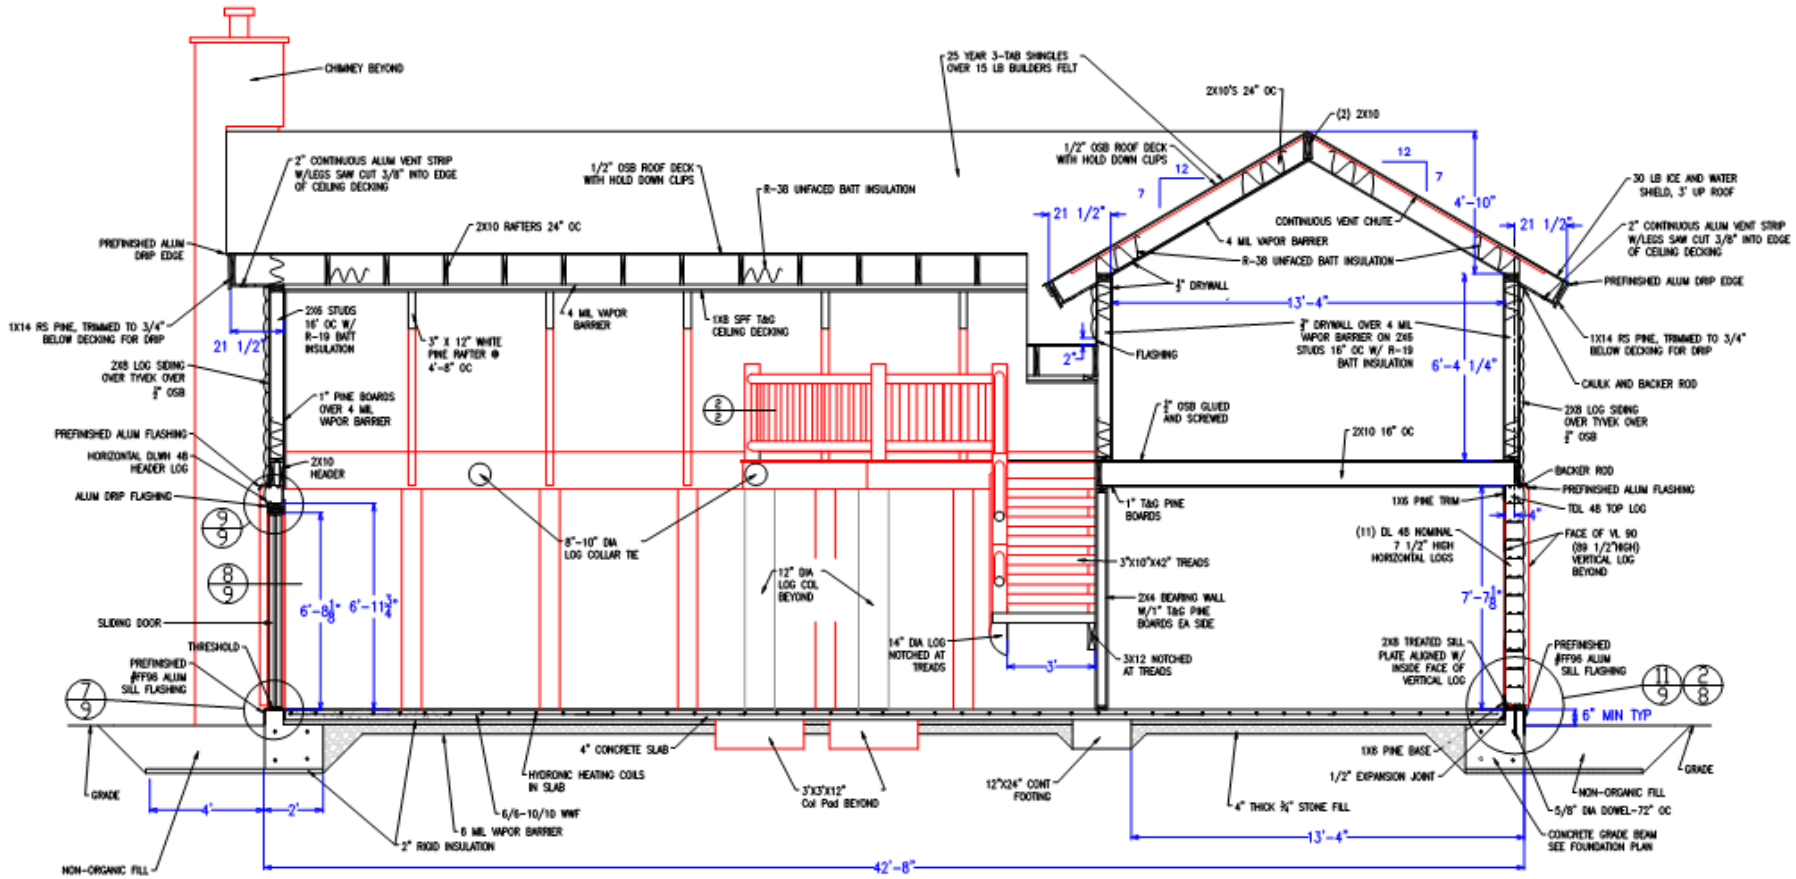 CHIMNEY BEYOND
25 YEAR 3-TAB SHINGLES
OVER 15 LB BUILDERS FELT
2X10'S 24" OC
(2) 2X10
2" CONTINUOUS ALUM VENT STRIP
W/LEGS SAW CUT 3/8" INTO EDGE
OF CEILING DECKING
1/2" OSB ROOF DECK
WITH HOLD DOWN CLIPS
R-38 UNFACED BATT INSULATION
1/2" OSB ROOF DECK
WITH HOLD DOWN CLIPS
12
7
12
7
4'-10"
30 LB ICE AND WATER
SHIELD, 3' UP ROOF
21 1/2"
CONTINUOUS VENT CHUTE
21 1/2"
2" CONTINUOUS ALUM VENT STRIP
W/LEGS SAW CUT 3/8" INTO EDGE
OF CEILING DECKING
PREFINISHED ALUM
DRIP EDGE
2X10 RAFTERS 24" OC
4 MIL VAPOR BARRIER
R-38 UNFACED BATT INSULATION
PREFINISHED ALUM DRIP EDGE
1X14 RS PINE, TRIMMED TO 3/4"
BELOW DECKING FOR DRIP
21 1/2"
2X6 STUDS
16' OC W/
R-19 BATT
INSULATION
3" X 12" WHITE
PINE RAFTER @
4'-8" OC
4 MIL VAPOR
BARRIER
1X8 SPF T&G
CEILING DECKING
2"
FLASHING
DRYWALL
13'-4"
DRYWALL OVER 4 MIL
VAPOR BARRIER ON 2X6
STUDS 16" OC W/ R-19
BATT INSULATION
6'-4 1/4"
1X14 RS PINE, TRIMMED TO 3/4"
BELOW DECKING FOR DRIP
CAULK AND BACKER ROD
2X8 LOG SIDING
OVER TYVEK OVER
OSB
2X8 LOG SIDING
OVER TYVEK OVER
OSB
1" PINE BOARDS
OVER 4 MIL
VAPOR BARRIER
2
2
OSB GLUED
AND SCREWED
2X10 16" OC
PREFINISHED ALUM FLASHING
HORIZONTAL DLWH 48
HEADER LOG
2X10
HEADER
ALUM DRIP FLASHING
BACKER ROD
PREFINISHED ALUM FLASHING
1X6 PINE TRIM
4"
TDL 48 TOP LOG
1" T&G PINE
BOARDS
9
9
8
9
8"-10" DIA
LOG COLLAR TIE
(11) DL 48 NOMINAL
7 1/2" HIGH
HORIZONTAL LOGS
FACE OF VL 90
(89 1/2"HIGH)
VERTICAL LOG
BEYOND
12" DIA
LOG COL
BEYOND
3"X10"X42" TREADS
6'-8 1/8"
6'-11 3/4"
7'-7 1/8"
2X4 BEARING WALL
W/1" T&G PINE
BOARDS EA SIDE
SLIDING DOOR
THRESHOLD
PREFINISHED
#FF96 ALUM
SILL FLASHING
7
9
14" DIA LOG
NOTCHED AT
TREADS
3'
3X12 NOTCHED
AT TREADS
2X8 TREATED SILL
PLATE ALIGNED W/
INSIDE FACE OF
VERTICAL LOG
PREFINISHED
#FF96 ALUM
SILL FLASHING
11
9
2
8
6" MIN TYP
GRADE
4" CONCRETE SLAB
HYDRONIC HEATING COILS
IN SLAB
3'X3'X12"
Col Pad BEYOND
12"X24" CONT
FOOTING
1X6 PINE BASE
1/2" EXPANSION JOINT
GRADE
NON-ORGANIC FILL
4'
2'
6/6-10/10 WWF
6 MIL VAPOR BARRIER
2" RIGID INSULATION
4" THICK ¾" STONE FILL
5/8" DIA DOWEL-72" OC
13'-4"
CONCRETE GRADE BEAM
SEE FOUNDATION PLAN
NON-ORGANIC FILL
42'-8"